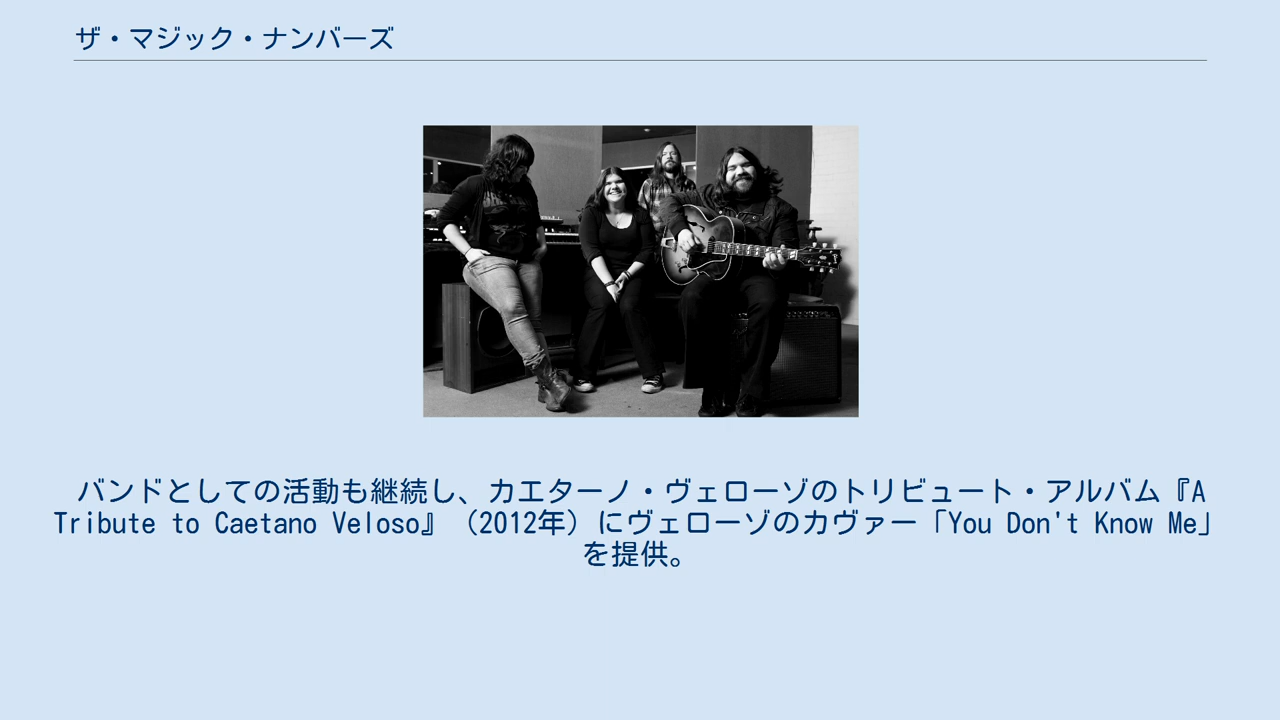 ザ・マジック・ナンバーズ
バンドとしての活動も継続し、カエターノ・ヴェローゾのトリビュート・アルバム『A
Tribute to Caetano Veloso』（2012年）にヴェローゾのカヴァー「You Don't Know Me」
を提供。